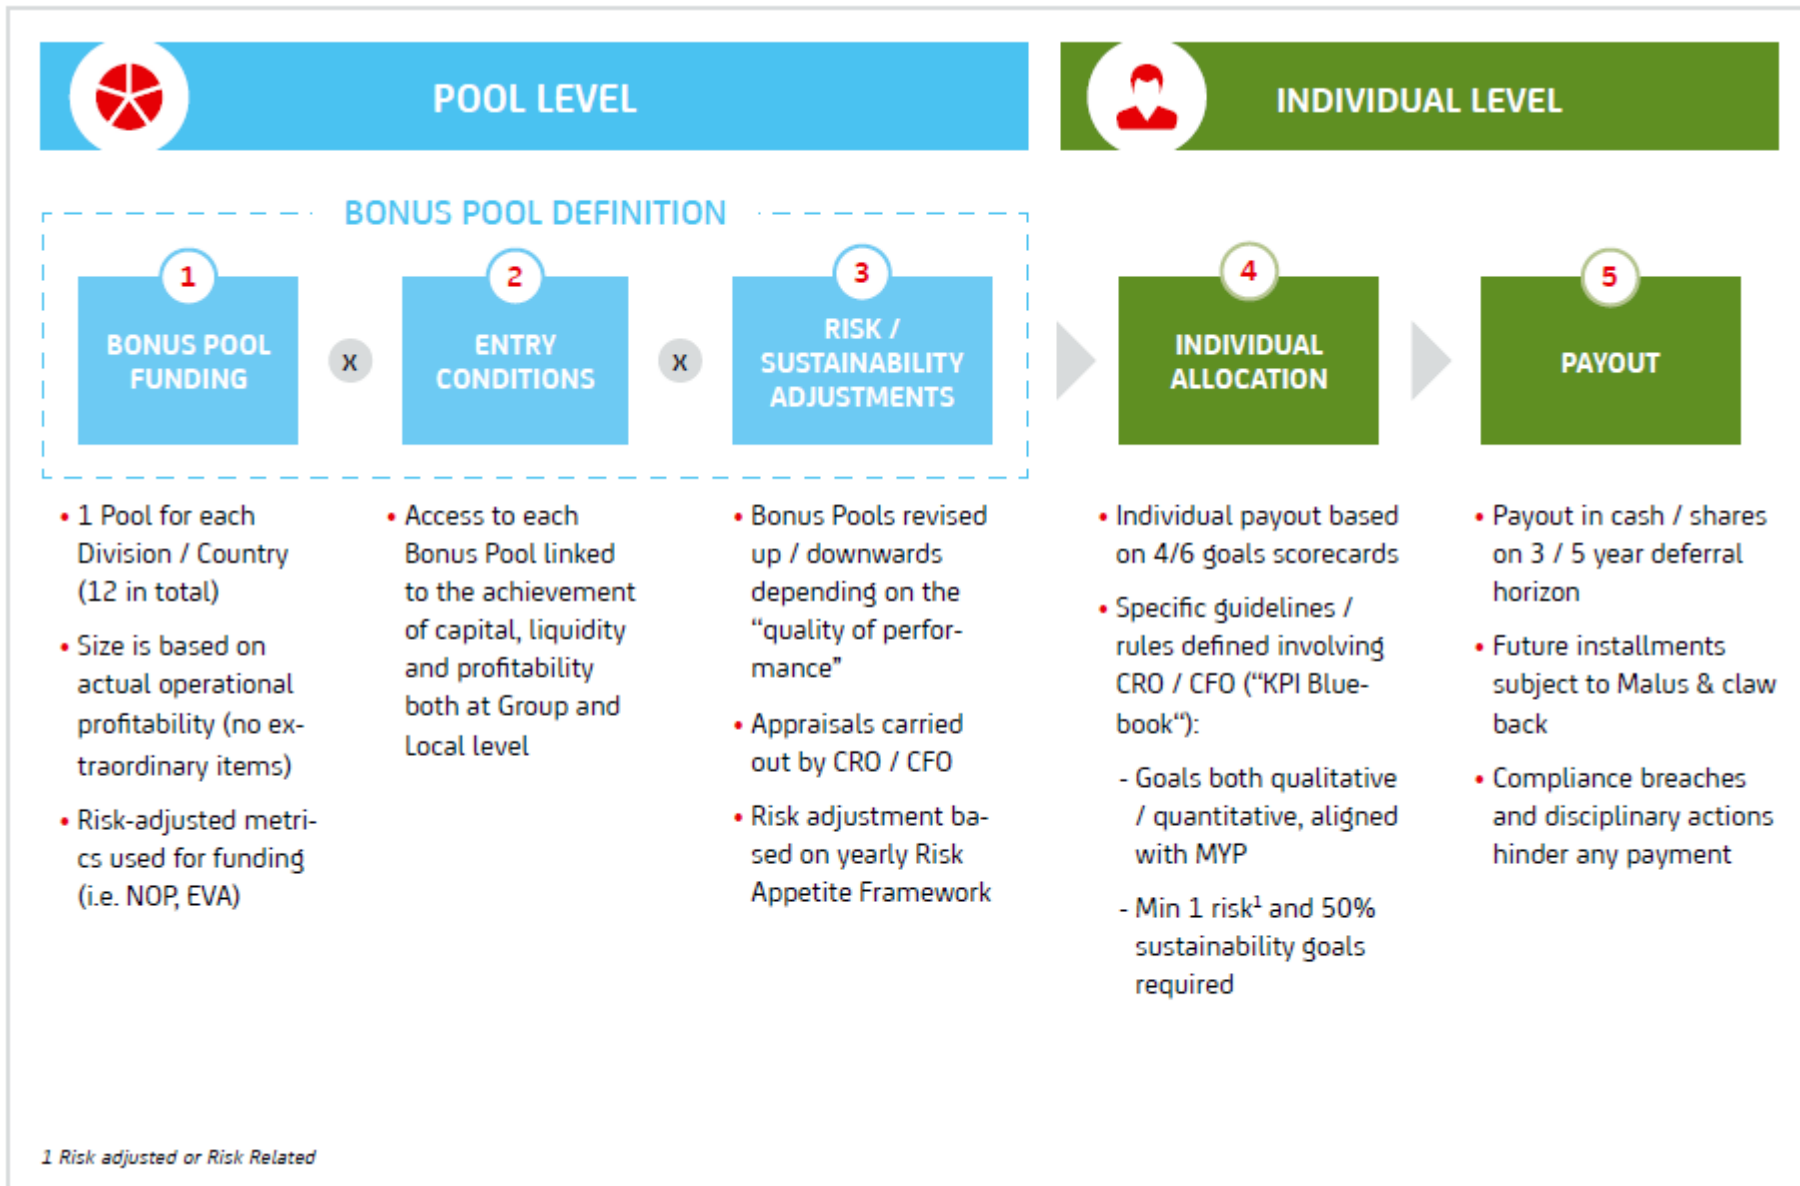 POOL LEVEL
INDIVIDUAL LEVEL
BONUS POOL DEFINITION
1
BONUS POOL
FUNDING
x
2
ENTRY
CONDITIONS
x
3
RISK /
SUSTAINABILITY
ADJUSTMENTS
4
INDIVIDUAL
ALLOCATION
5
PAYOUT
• 1 Pool for each
Division / Country
(12 in total)
• Size is based on
actual operational
profitability (no ex-
traordinary items)
• Risk-adjusted metri-
cs used for funding
(i.e. NOP, EVA)
• Access to each
Bonus Pool linked
to the achievement
of capital, liquidity
and profitability
both at Group and
Local level
• Bonus Pools revised
up / downwards
depending on the
“quality of perfor-
mance”
• Appraisals carried
out by CRO / CFO
• Risk adjustment ba-
sed on yearly Risk
Appetite Framework
• Individual payout based
on 4/6 goals scorecards
• Specific guidelines /
rules defined involving
CRO / CFO (“KPI Blue-
book“):
- Goals both qualitative
/ quantitative, aligned
with MYP
- Min 1 risk¹ and 50%
sustainability goals
required
• Payout in cash / shares
on 3 / 5 year deferral
horizon
• Future installments
subject to Malus & claw
back
• Compliance breaches
and disciplinary actions
hinder any payment
1 Risk adjusted or Risk Related